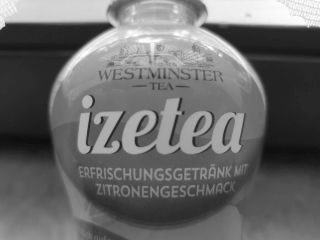 WESTMINSTER
TEA
izetea
ERFRISCHUNGSGETRÄNK MIT
ZITRONENGESCHMACK